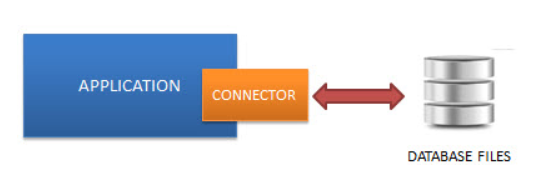 APPLICATION
CONNECTOR
DATABASE FILES